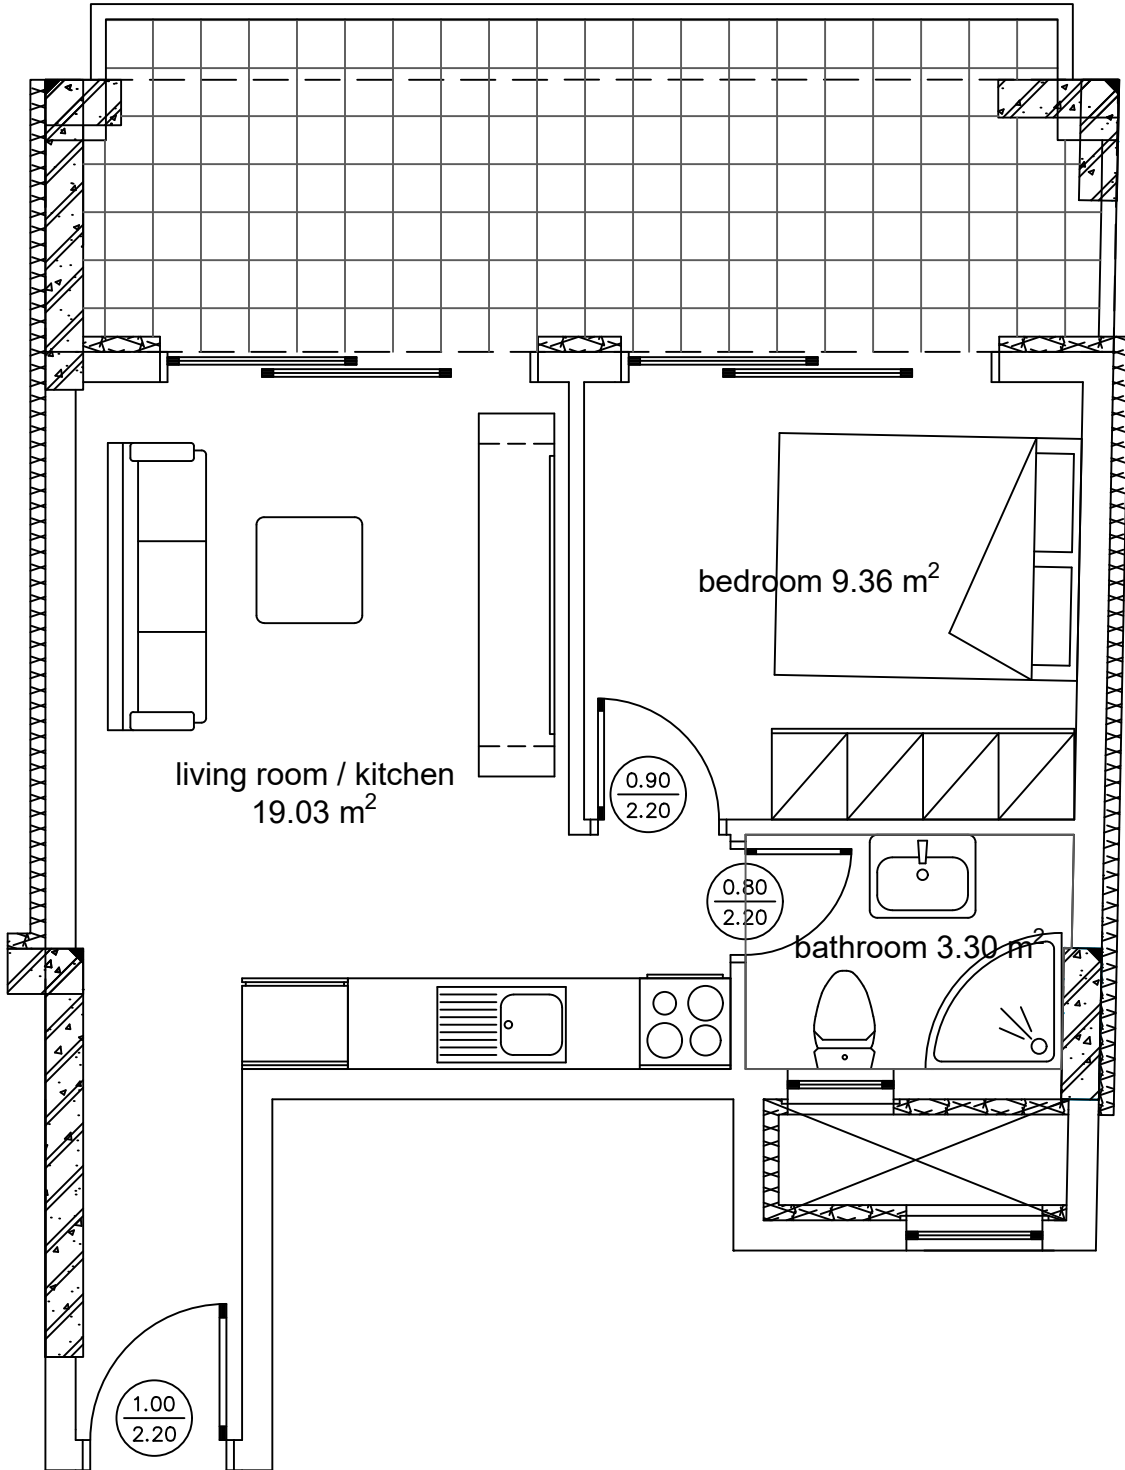 bedroom 9.36 m²
living room / kitchen
19.03 m²
0.90
2.20
0.80
2.20
bathroom 3.30 m²
1.00
2.20